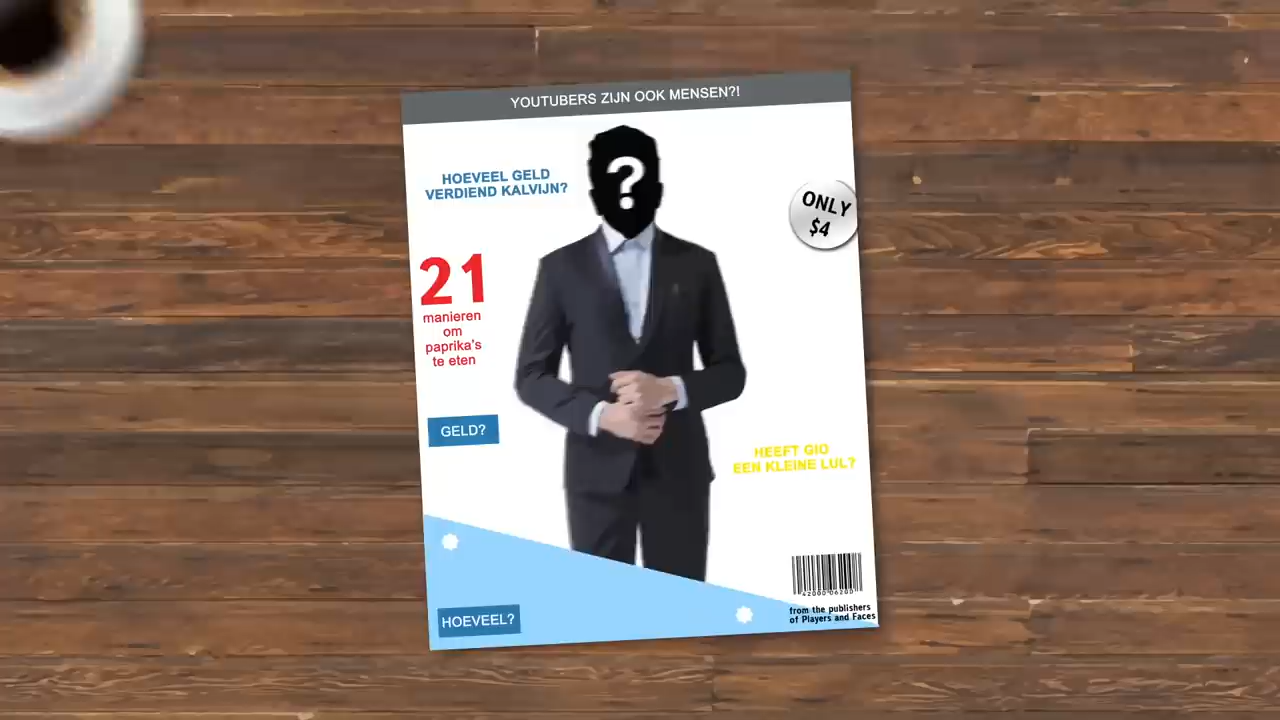 YOUTUBERS ZIJN OOK MENSEN?!
HOEVEEL GELD
VERDIEND KALVIJN?
?
ONLY
$4
21
manieren
om
paprika's
te eten
GELD?
HEEFT GIO
EEN KLEINE LUL?
HOEVEEL?
from the publishers
of Players and Faces